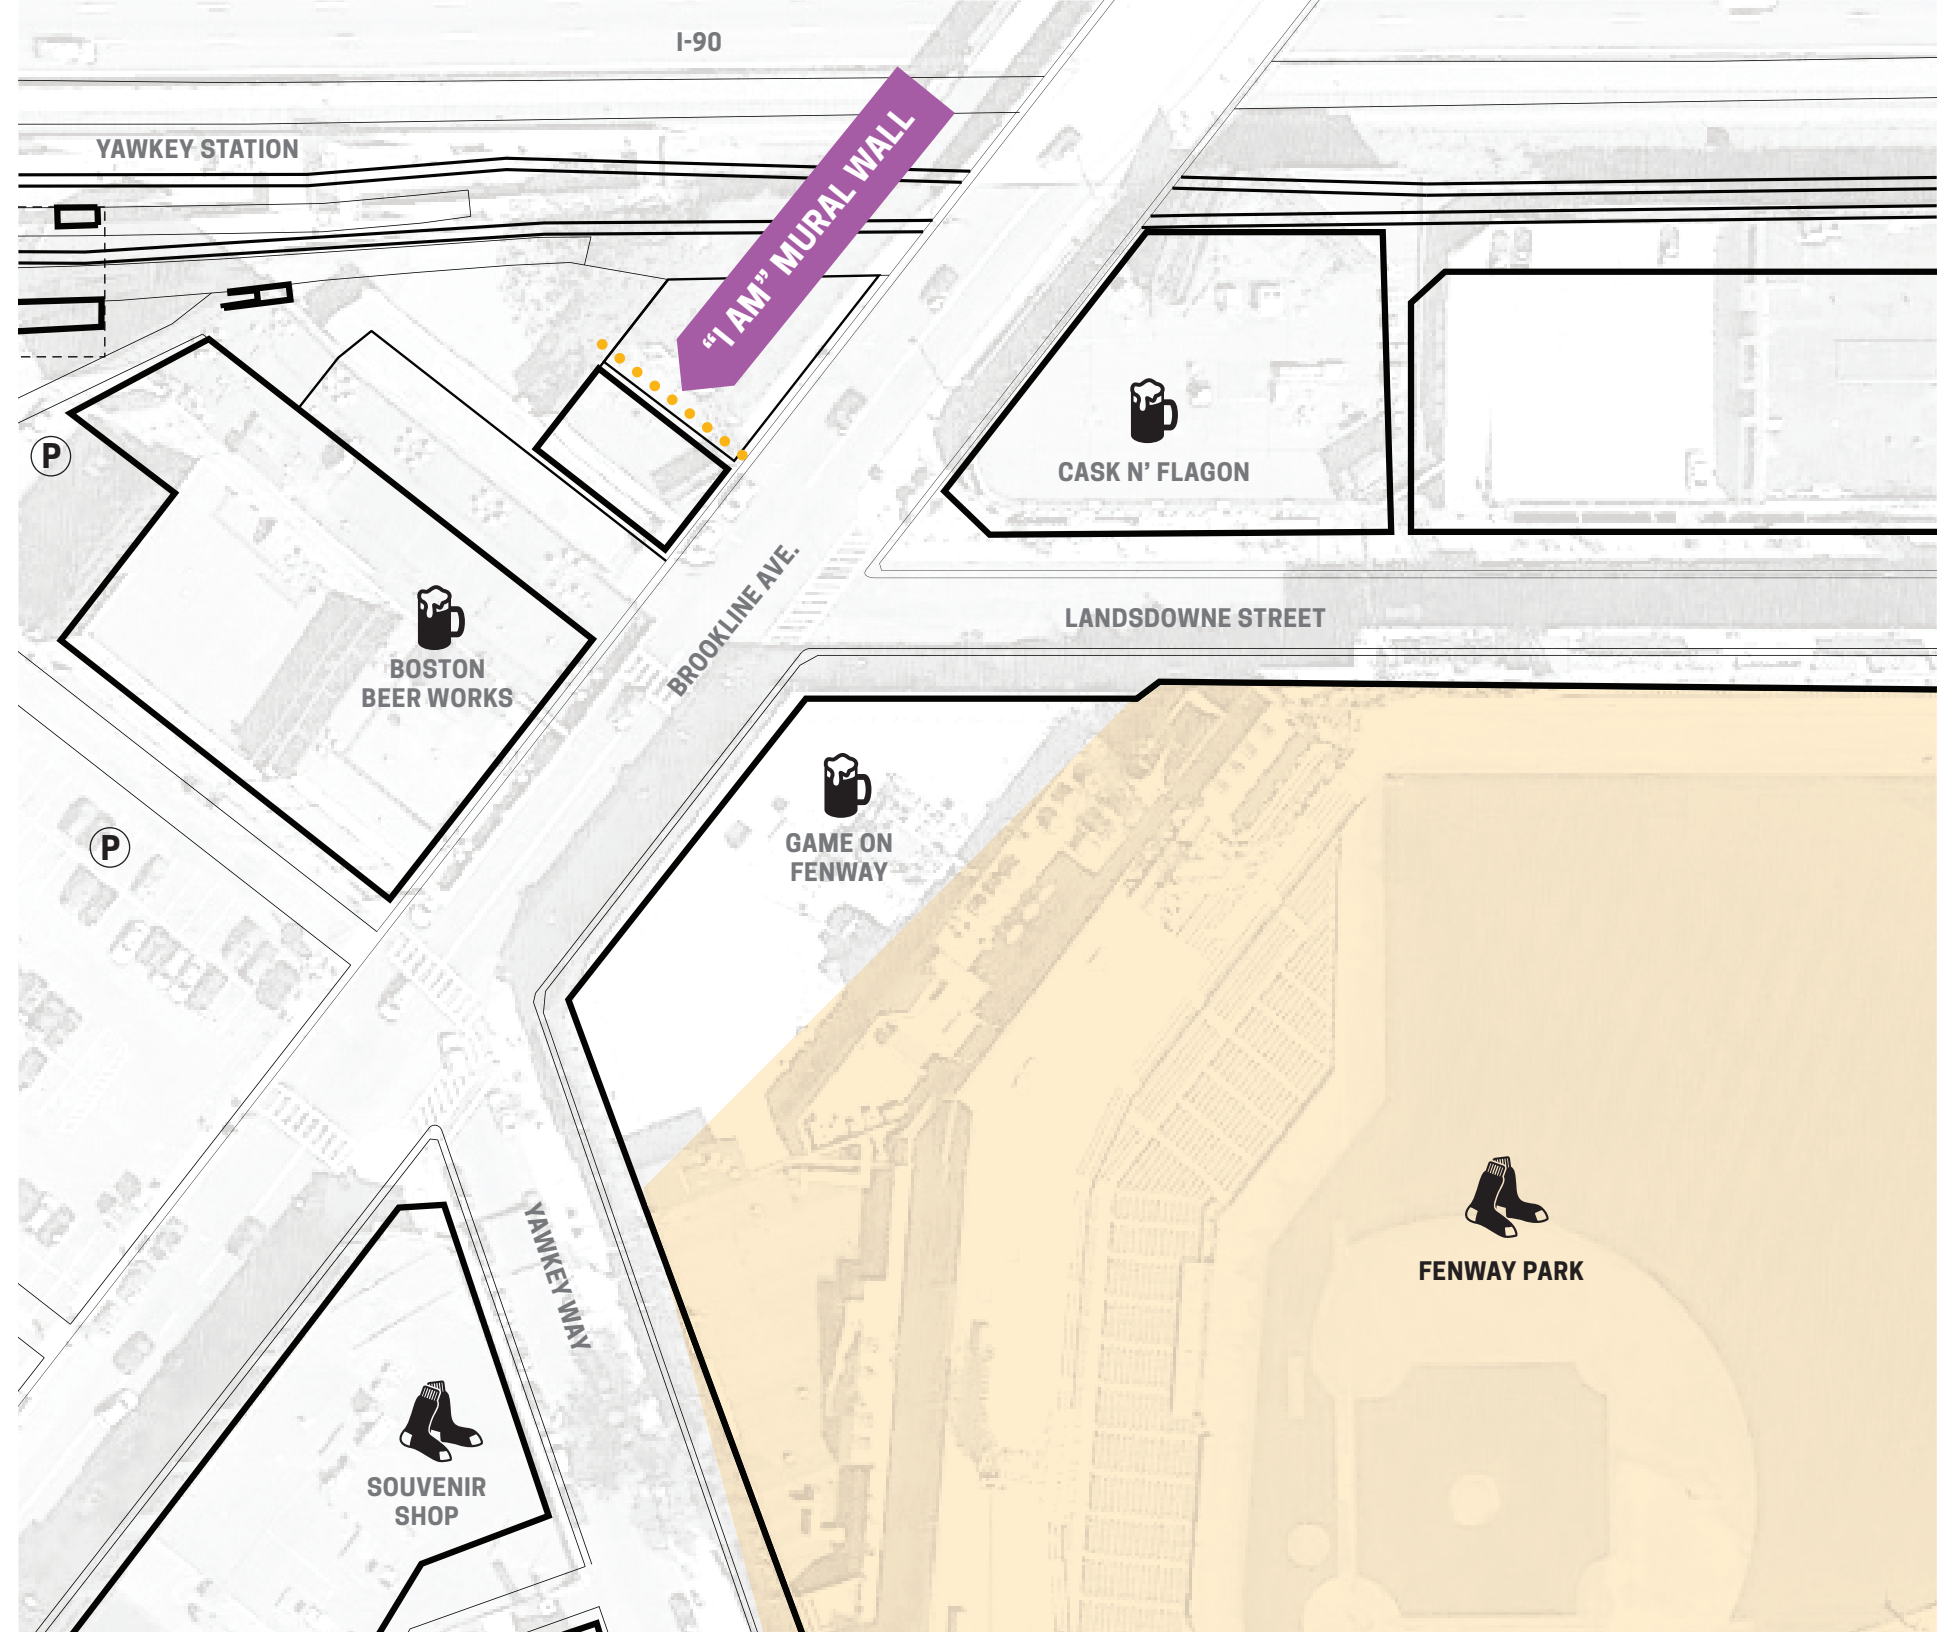 I-90
YAWKEY STATION
“I AM” MURAL WALL
P
CASK N’ FLAGON
BROOKLINE AVE.
LANDSDOWNE STREET
BOSTON
BEER WORKS
GAME ON
FENWAY
P
YAWKEY WAY
FENWAY PARK
SOUVENIR
SHOP